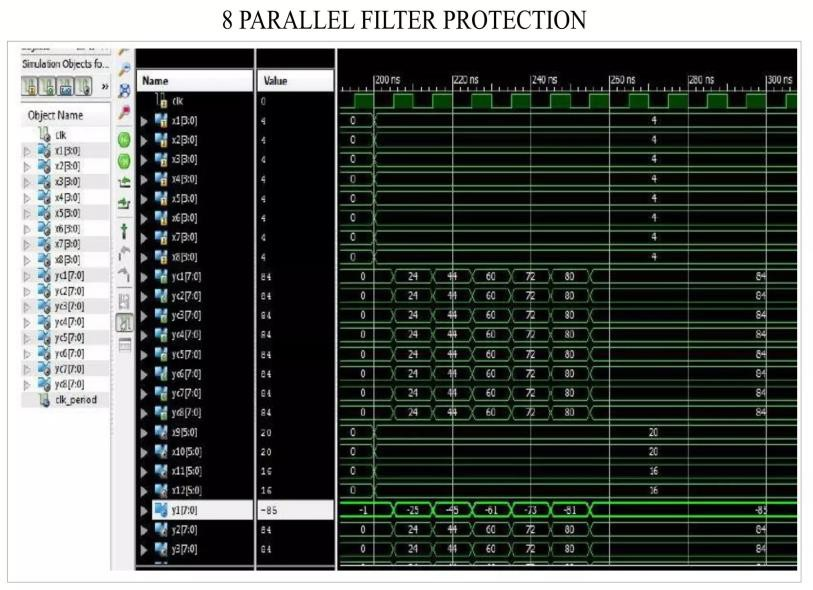 8 PARALLEL FILTER PROTECTION
Simulation Objects fo...
»
Object Name
clk
x1[3:0]
x2[3:0]
x3[3:0]
x4[3:0]
x5[3:0]
x6[3:0]
x7[3:0]
x8[3:0]
yc1[7:0]
yc2[7:0]
yc3[7:0]
yc4[7:0]
yc5[7:0]
yc6[7:0]
yc7[7:0]
yc8[7:0]
clk_period
Name Value 200 ns 220 ns 240 ns 260 ns 280 ns 300 ns
clk 0
x1[3:0] 4 0 4
x2[3:0] 4 0 4
x3[3:0] 4 0 4
x4[3:0] 4 0 4
x5[3:0] 4 0 4
x6[3:0] 4 0 4
x7[3:0] 4 0 4
x8[3:0] 4 0 4
yc1[7:0] 84 0 24 44 60 72 80 84
yc2[7:0] 84 0 24 44 60 72 80 84
yc3[7:0] 84 0 24 44 60 72 80 84
yc4[7:0] 84 0 24 44 60 72 80 84
yc5[7:0] 84 0 24 44 60 72 80 84
yc6[7:0] 84 0 24 44 60 72 80 84
yc7[7:0] 84 0 24 44 60 72 80 84
yc8[7:0] 84 0 24 44 60 72 80 84
x9[5:0] 20 0 20
x10[5:0] 20 0 20
x11[5:0] 16 0 16
x12[5:0] 16 0 16
y1[7:0] -85 -1 -25 -45 -61 -73 -81 -85
y2[7:0] 84 0 24 44 60 72 80 84
y3[7:0] 84 0 24 44 60 72 80 84